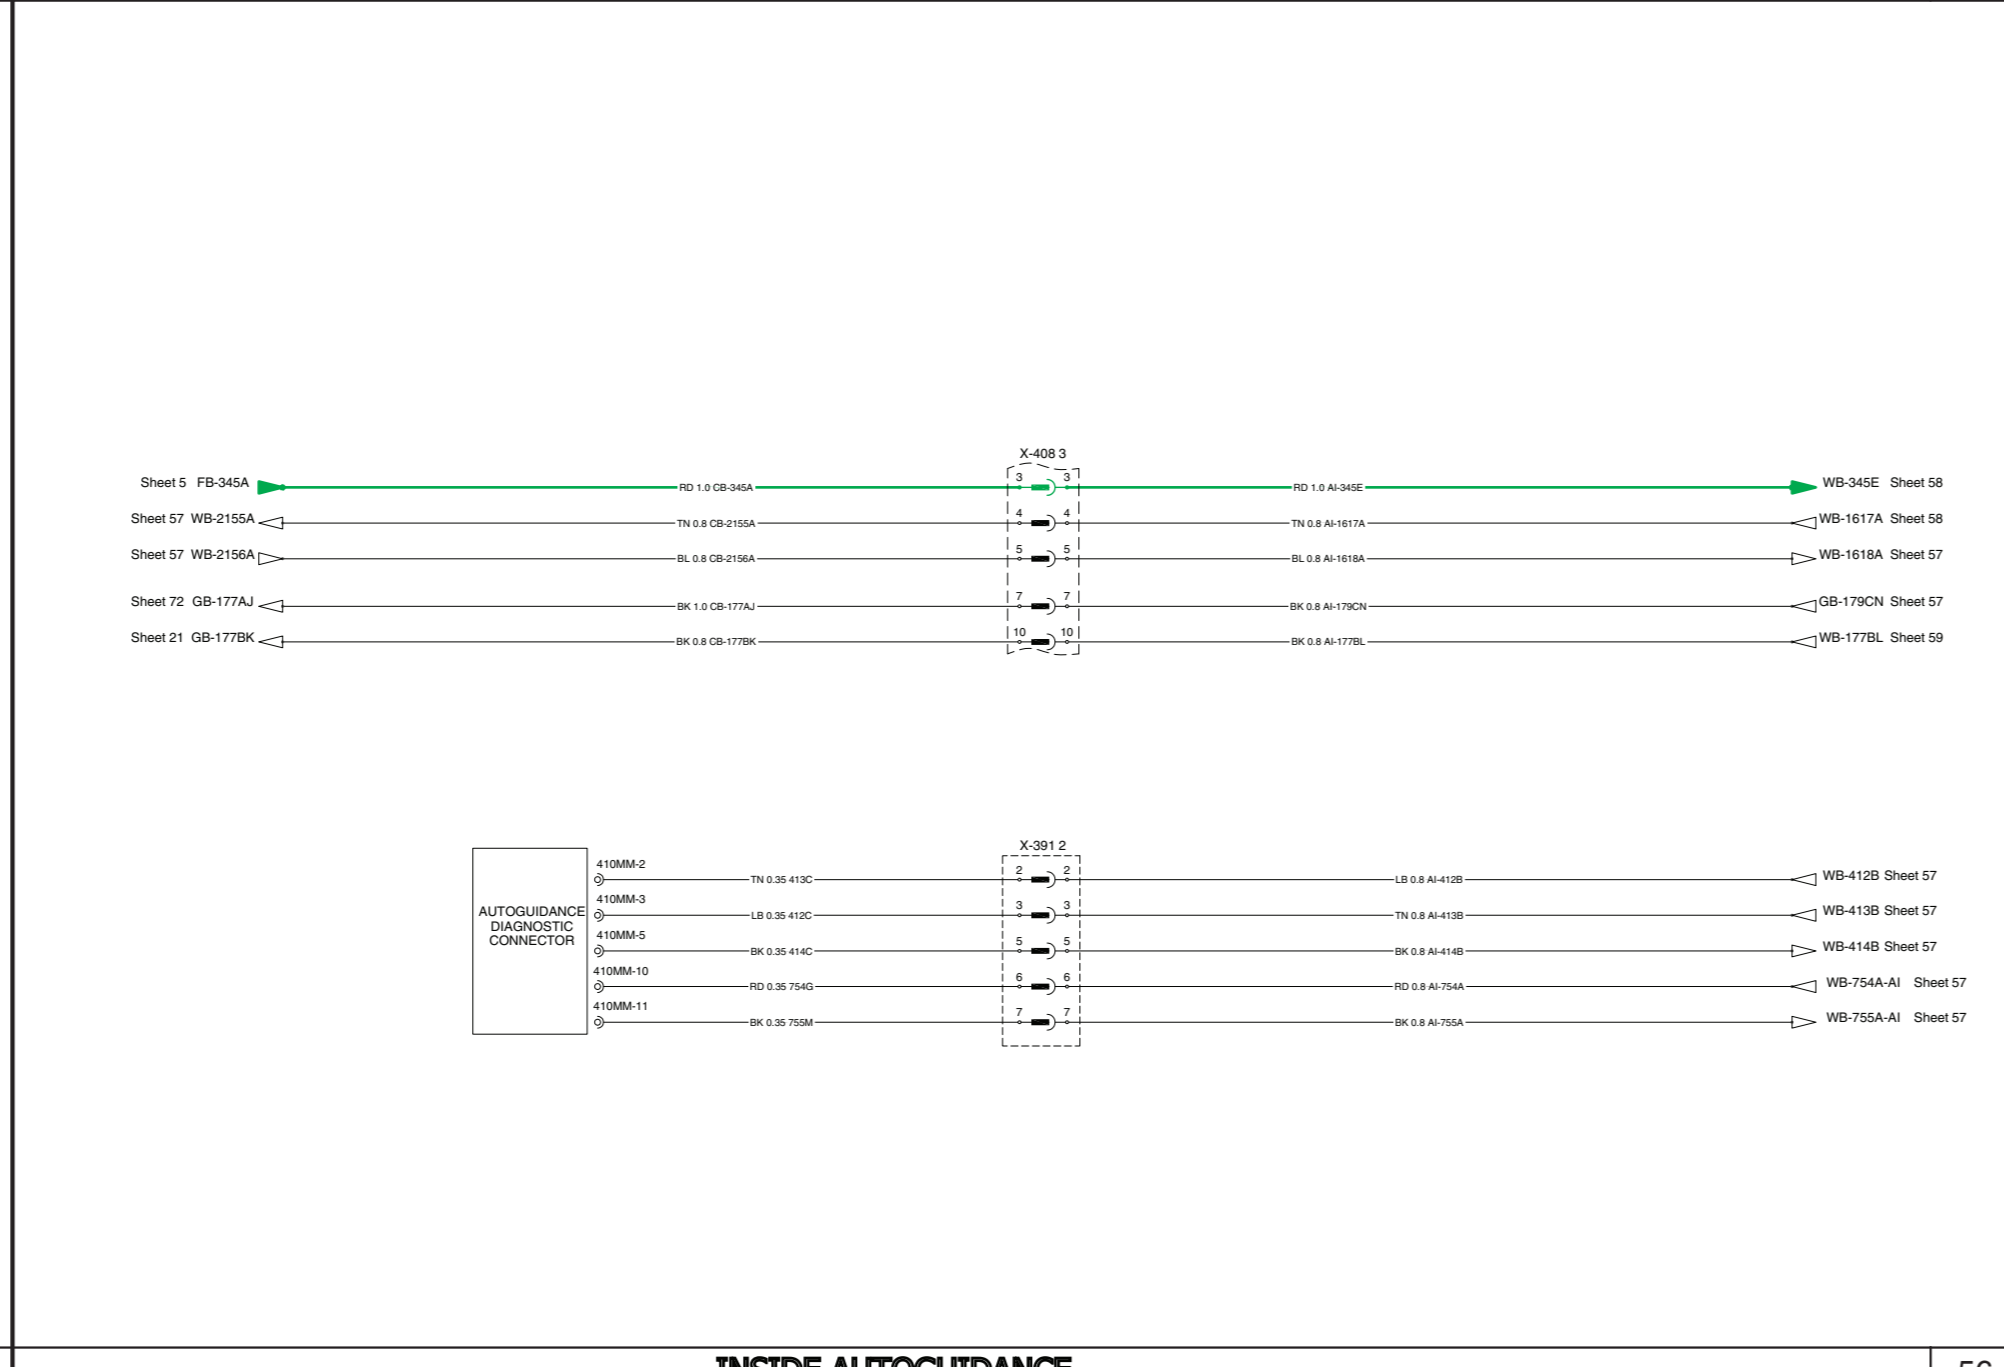 X-408 3
Sheet 5 FB-345A RD 1.0 CB-345A 3 3 RD 1.0 AI-345E WB-345E Sheet 58
Sheet 57 WB-2155A TN 0.8 CB-2155A 4 4 TN 0.8 AI-1617A WB-1617A Sheet 58
Sheet 57 WB-2156A BL 0.8 CB-2156A 5 5 BL 0.8 AI-1618A WB-1618A Sheet 57
Sheet 72 GB-177AJ BK 1.0 CB-177AJ 7 7 BK 0.8 AI-179CN GB-179CN Sheet 57
Sheet 21 GB-177BK BK 0.8 CB-177BK 10 10 BK 0.8 AI-177BL WB-177BL Sheet 59
X-391 2
AUTOGUIDANCE
DIAGNOSTIC
CONNECTOR
410MM-2 TN 0.35 413C 2 2 LB 0.8 AI-412B WB-412B Sheet 57
410MM-3 LB 0.35 412C 3 3 TN 0.8 AI-413B WB-413B Sheet 57
410MM-5 BK 0.35 414C 5 5 BK 0.8 AI-414B WB-414B Sheet 57
410MM-10 RD 0.35 754G 6 6 RD 0.8 AI-754A WB-754A-AI Sheet 57
410MM-11 BK 0.35 755M 7 7 BK 0.8 AI-755A WB-755A-AI Sheet 57
INSIDE AUTOGUIDANCE